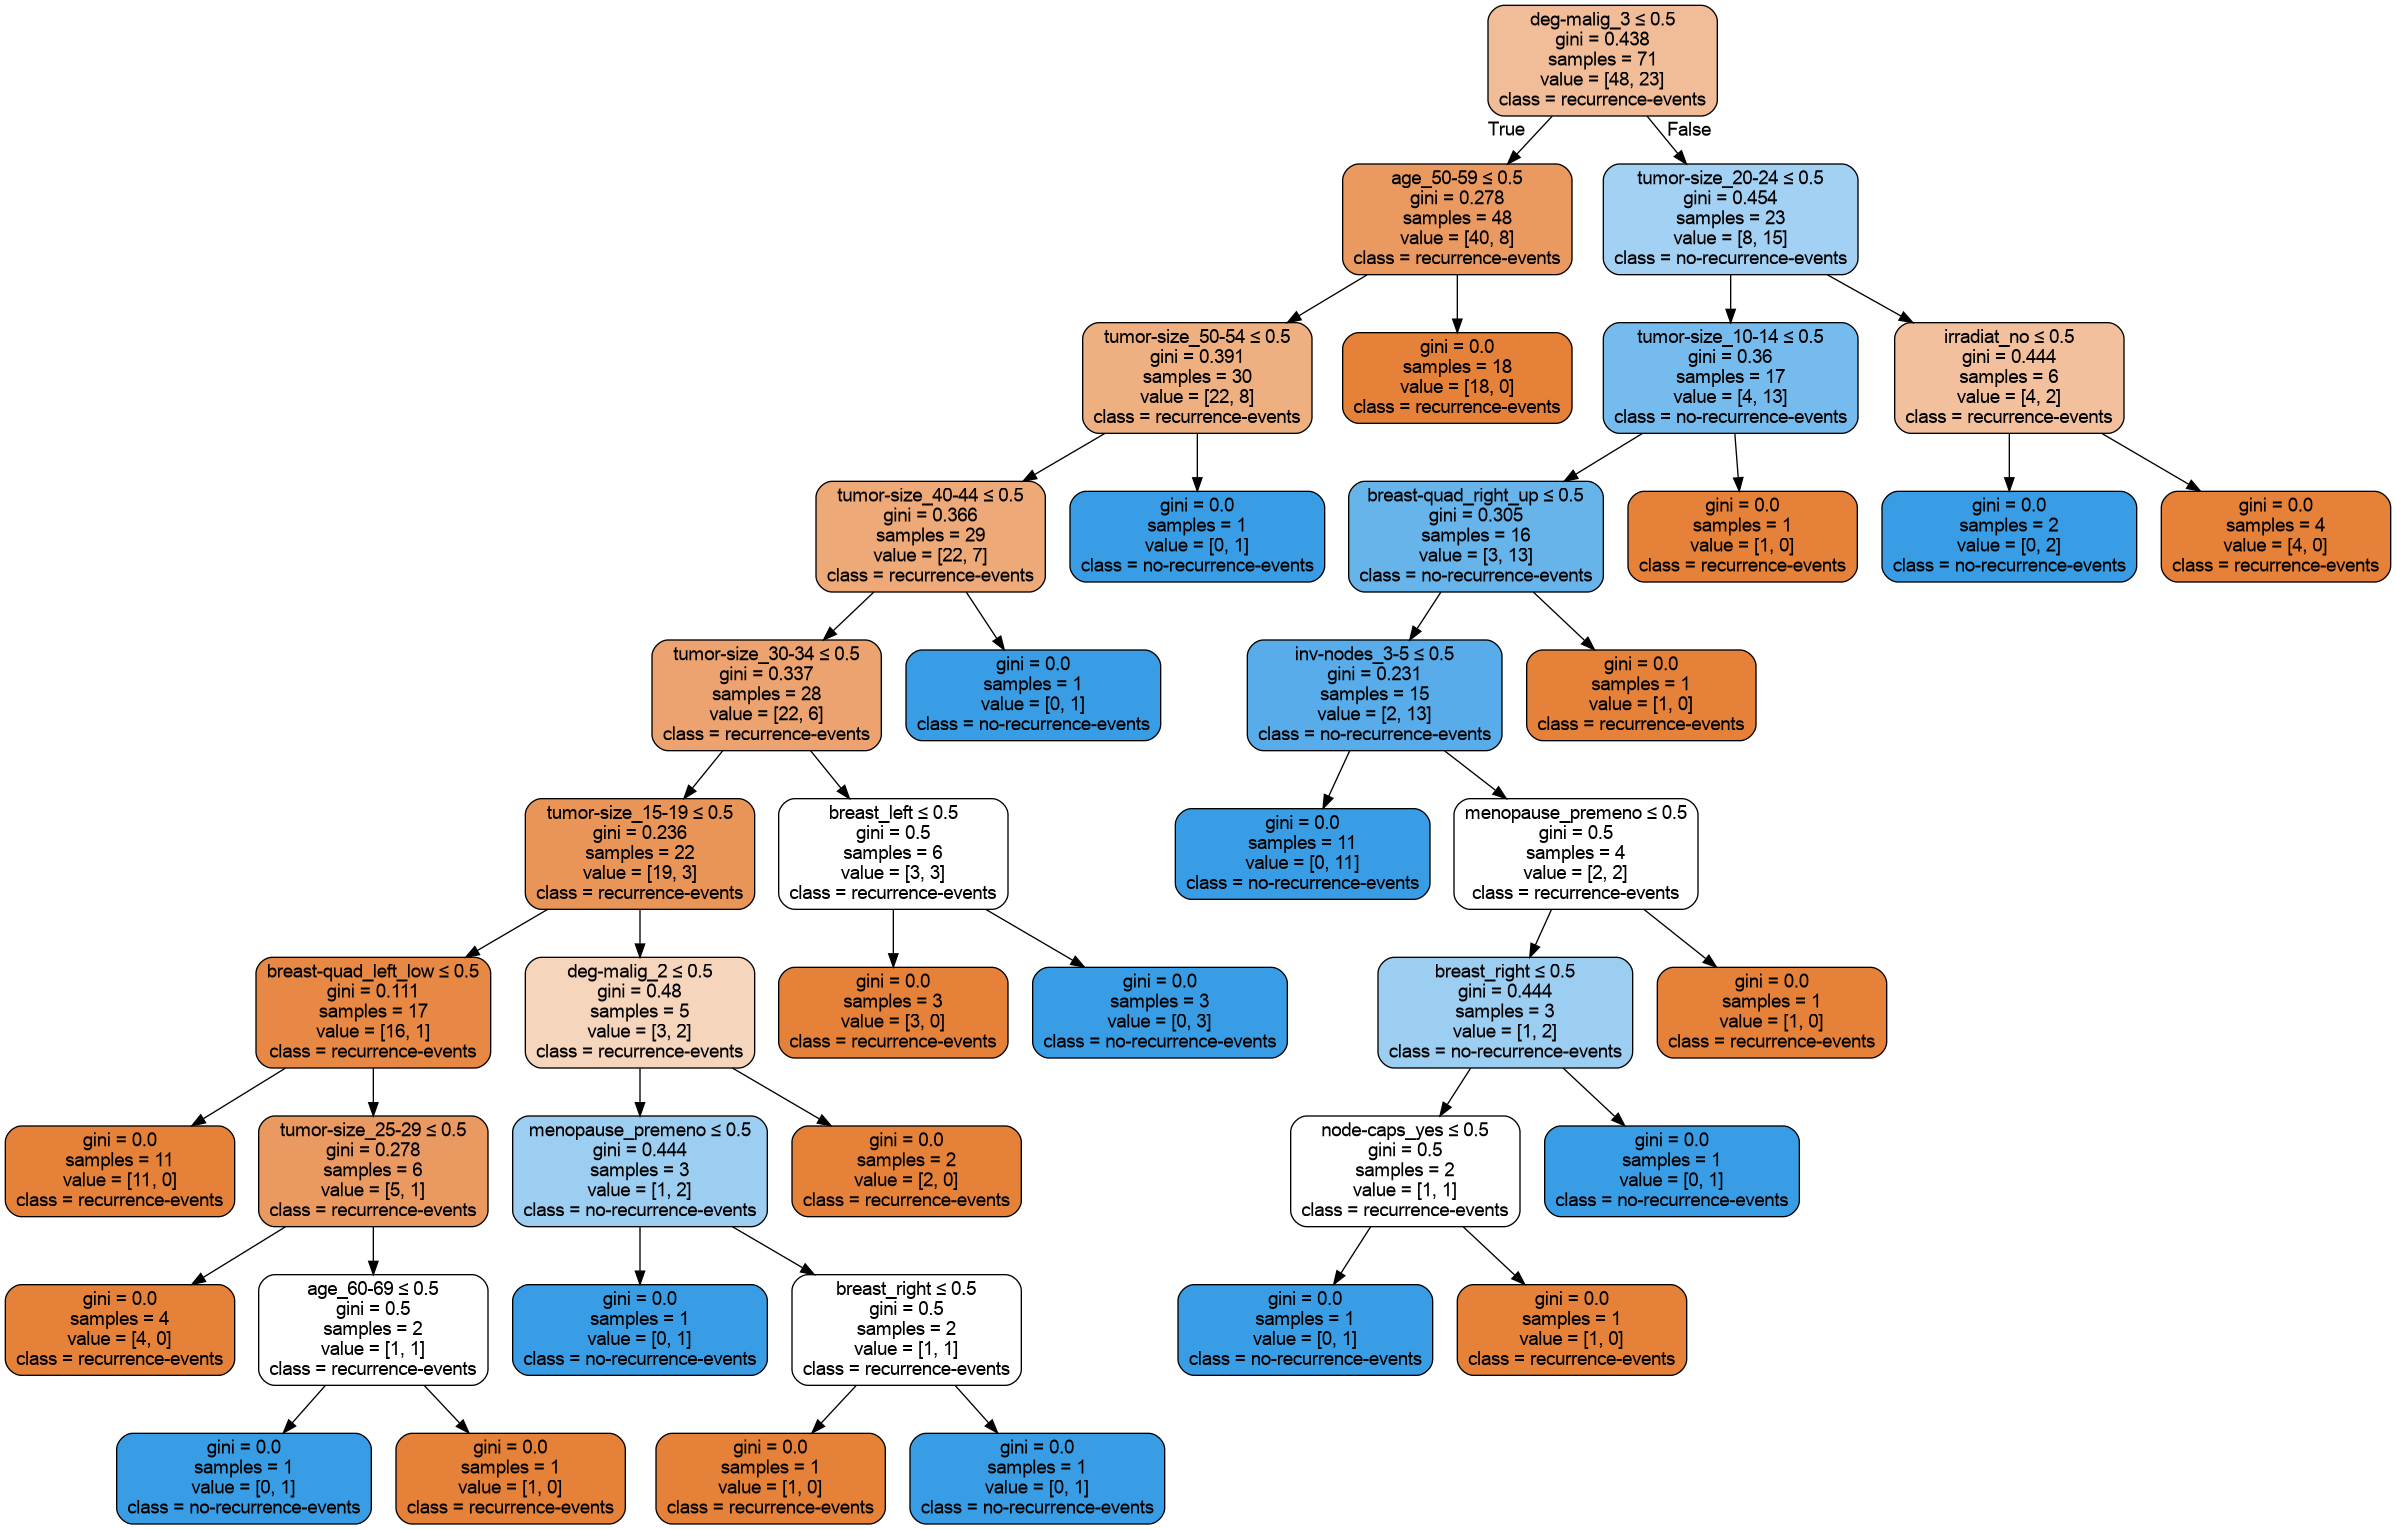 deg-malig_3 ≤ 0.5
gini = 0.438
samples = 71
value = [48, 23]
class = recurrence-events
True
False
age_50-59 ≤ 0.5
gini = 0.278
samples = 48
value = [40, 8]
class = recurrence-events
tumor-size_20-24 ≤ 0.5
gini = 0.454
samples = 23
value = [8, 15]
class = no-recurrence-events
tumor-size_50-54 ≤ 0.5
gini = 0.391
samples = 30
value = [22, 8]
class = recurrence-events
gini = 0.0
samples = 18
value = [18, 0]
class = recurrence-events
tumor-size_10-14 ≤ 0.5
gini = 0.36
samples = 17
value = [4, 13]
class = no-recurrence-events
irradiat_no ≤ 0.5
gini = 0.444
samples = 6
value = [4, 2]
class = recurrence-events
tumor-size_40-44 ≤ 0.5
gini = 0.366
samples = 29
value = [22, 7]
class = recurrence-events
gini = 0.0
samples = 1
value = [0, 1]
class = no-recurrence-events
breast-quad_right_up ≤ 0.5
gini = 0.305
samples = 16
value = [3, 13]
class = no-recurrence-events
gini = 0.0
samples = 1
value = [1, 0]
class = recurrence-events
gini = 0.0
samples = 2
value = [0, 2]
class = no-recurrence-events
gini = 0.0
samples = 4
value = [4, 0]
class = recurrence-events
tumor-size_30-34 ≤ 0.5
gini = 0.337
samples = 28
value = [22, 6]
class = recurrence-events
gini = 0.0
samples = 1
value = [0, 1]
class = no-recurrence-events
inv-nodes_3-5 ≤ 0.5
gini = 0.231
samples = 15
value = [2, 13]
class = no-recurrence-events
gini = 0.0
samples = 1
value = [1, 0]
class = recurrence-events
tumor-size_15-19 ≤ 0.5
gini = 0.236
samples = 22
value = [19, 3]
class = recurrence-events
breast_left ≤ 0.5
gini = 0.5
samples = 6
value = [3, 3]
class = recurrence-events
gini = 0.0
samples = 11
value = [0, 11]
class = no-recurrence-events
menopause_premeno ≤ 0.5
gini = 0.5
samples = 4
value = [2, 2]
class = recurrence-events
breast-quad_left_low ≤ 0.5
gini = 0.111
samples = 17
value = [16, 1]
class = recurrence-events
deg-malig_2 ≤ 0.5
gini = 0.48
samples = 5
value = [3, 2]
class = recurrence-events
gini = 0.0
samples = 3
value = [3, 0]
class = recurrence-events
gini = 0.0
samples = 3
value = [0, 3]
class = no-recurrence-events
breast_right ≤ 0.5
gini = 0.444
samples = 3
value = [1, 2]
class = no-recurrence-events
gini = 0.0
samples = 1
value = [1, 0]
class = recurrence-events
gini = 0.0
samples = 11
value = [11, 0]
class = recurrence-events
tumor-size_25-29 ≤ 0.5
gini = 0.278
samples = 6
value = [5, 1]
class = recurrence-events
menopause_premeno ≤ 0.5
gini = 0.444
samples = 3
value = [1, 2]
class = no-recurrence-events
gini = 0.0
samples = 2
value = [2, 0]
class = recurrence-events
node-caps_yes ≤ 0.5
gini = 0.5
samples = 2
value = [1, 1]
class = recurrence-events
gini = 0.0
samples = 1
value = [0, 1]
class = no-recurrence-events
gini = 0.0
samples = 4
value = [4, 0]
class = recurrence-events
age_60-69 ≤ 0.5
gini = 0.5
samples = 2
value = [1, 1]
class = recurrence-events
gini = 0.0
samples = 1
value = [0, 1]
class = no-recurrence-events
breast_right ≤ 0.5
gini = 0.5
samples = 2
value = [1, 1]
class = recurrence-events
gini = 0.0
samples = 1
value = [0, 1]
class = no-recurrence-events
gini = 0.0
samples = 1
value = [1, 0]
class = recurrence-events
gini = 0.0
samples = 1
value = [0, 1]
class = no-recurrence-events
gini = 0.0
samples = 1
value = [1, 0]
class = recurrence-events
gini = 0.0
samples = 1
value = [1, 0]
class = recurrence-events
gini = 0.0
samples = 1
value = [0, 1]
class = no-recurrence-events